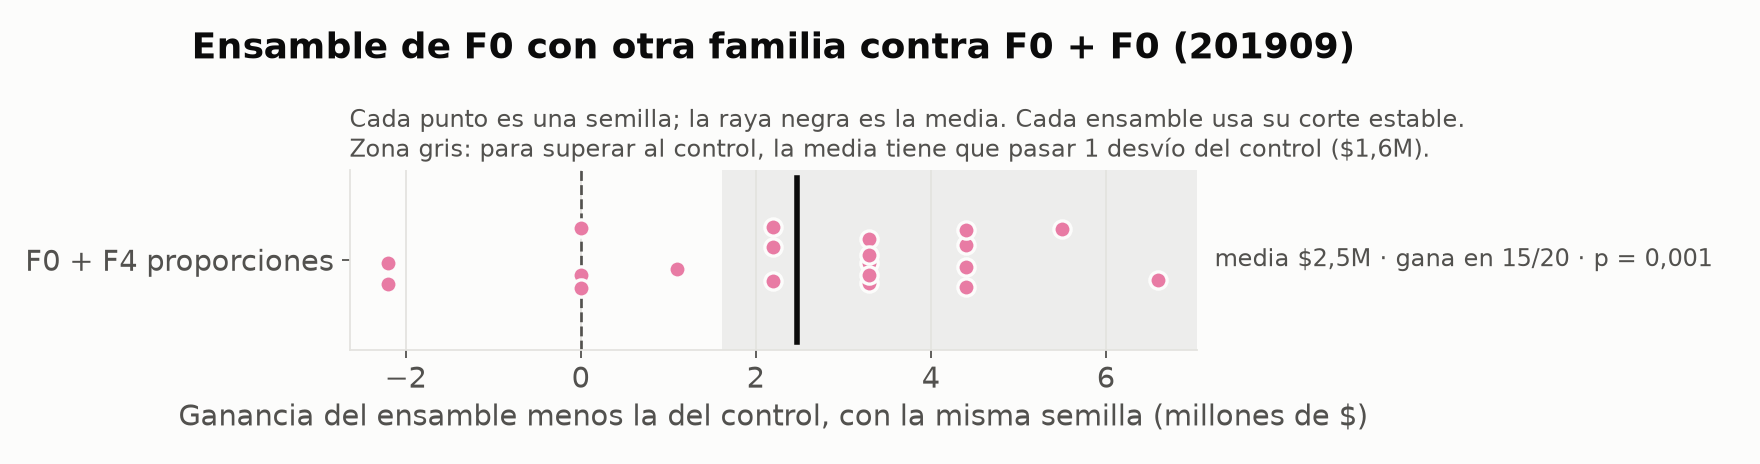 Ensamble de F0 con otra familia contra F0 + F0 (201909)
Cada punto es una semilla; la raya negra es la media. Cada ensamble usa su corte estable.
Zona gris: para superar al control, la media tiene que pasar 1 desvío del control ($1,6M).
F0 + F4 proporciones
media $2,5M · gana en 15/20 · p = 0,001
−2 0 2 4 6
Ganancia del ensamble menos la del control, con la misma semilla (millones de $)